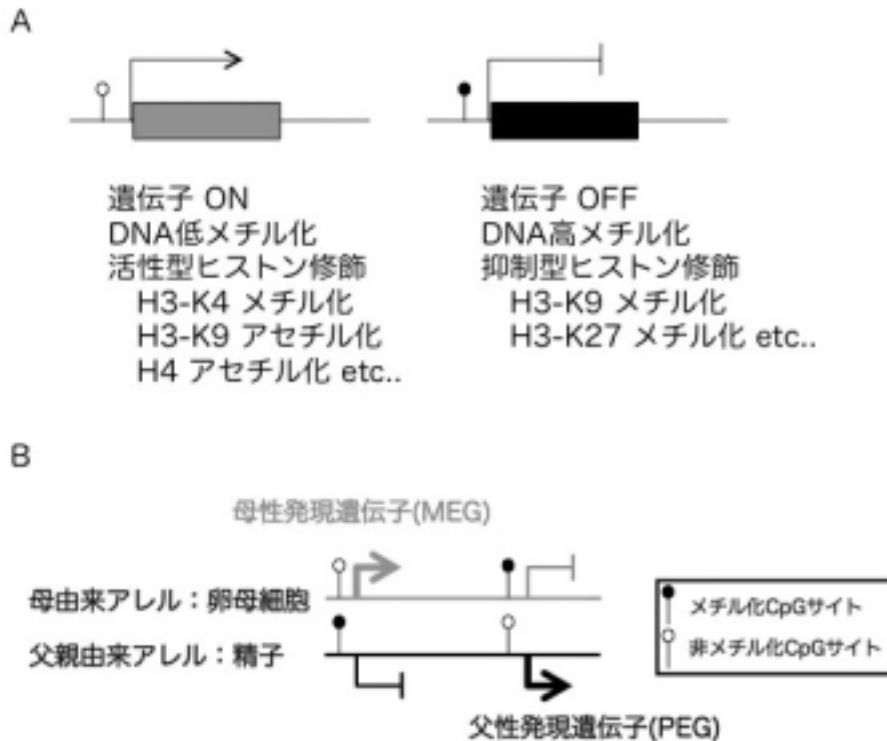 A
遺伝子 ON
DNA低メチル化
活性型ヒストン修飾
H3-K4 メチル化
H3-K9 アセチル化
H4 アセチル化 etc..
遺伝子 OFF
DNA高メチル化
抑制型ヒストン修飾
H3-K9 メチル化
H3-K27 メチル化 etc..
B
母性発現遺伝子(MEG)
母由来アレル：卵母細胞
父親由来アレル：精子
父性発現遺伝子(PEG)
メチル化CpGサイト
非メチル化CpGサイト